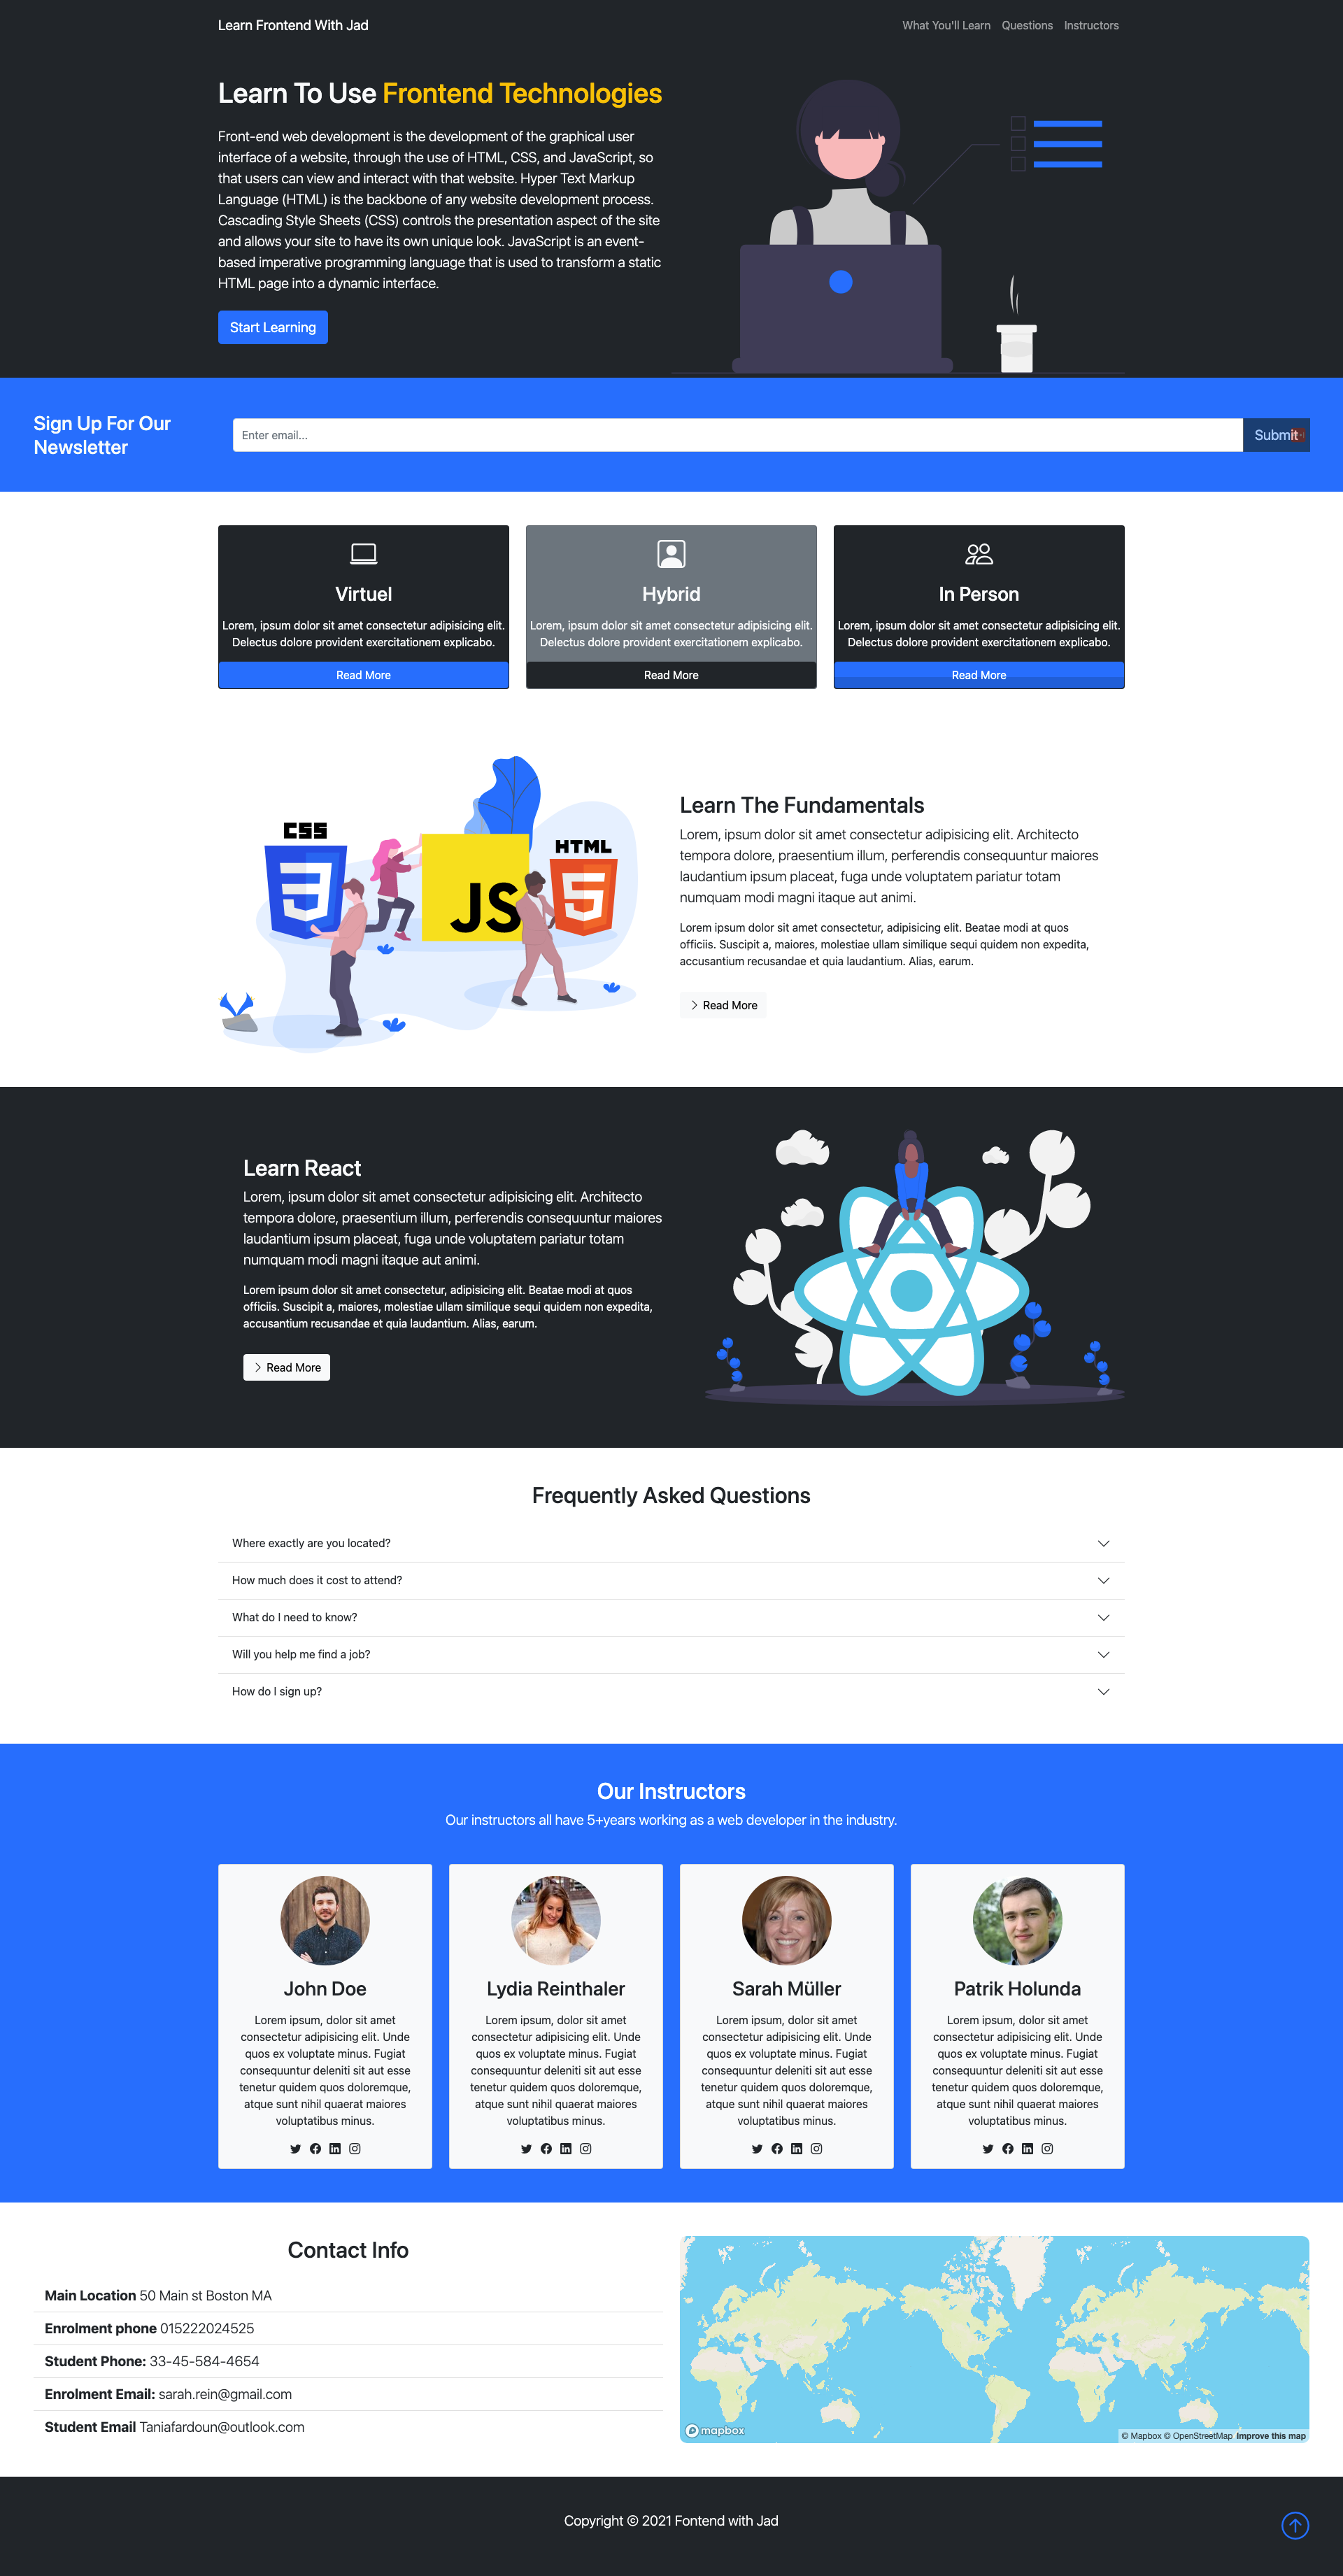 Learn Frontend With Jad
What You'll Learn Questions Instructors
Learn To Use Frontend Technologies
Front-end web development is the development of the graphical user
interface of a website, through the use of HTML, CSS, and JavaScript, so
that users can view and interact with that website. Hyper Text Markup
Language (HTML) is the backbone of any website development process.
Cascading Style Sheets (CSS) controls the presentation aspect of the site
and allows your site to have its own unique look. JavaScript is an event-
based imperative programming language that is used to transform a static
HTML page into a dynamic interface.
Start Learning
Sign Up For Our
Newsletter
Enter email...
Submit
Virtuel
Lorem, ipsum dolor sit amet consectetur adipisicing elit.
Delectus dolore provident exercitationem explicabo.
Read More
Hybrid
Lorem, ipsum dolor sit amet consectetur adipisicing elit.
Delectus dolore provident exercitationem explicabo.
Read More
In Person
Lorem, ipsum dolor sit amet consectetur adipisicing elit.
Delectus dolore provident exercitationem explicabo.
Read More
CSS
3
JS
HTML
5
Learn The Fundamentals
Lorem, ipsum dolor sit amet consectetur adipisicing elit. Architecto
tempora dolore, praesentium illum, perferendis consequuntur maiores
laudantium ipsum placeat, fuga unde voluptatem pariatur totam
numquam modi magni itaque aut animi.
Lorem ipsum dolor sit amet consectetur, adipisicing elit. Beatae modi at quos
officiis. Suscipit a, maiores, molestiae ullam similique sequi quidem non expedita,
accusantium recusandae et quia laudantium. Alias, earum.
Read More
Learn React
Lorem, ipsum dolor sit amet consectetur adipisicing elit. Architecto
tempora dolore, praesentium illum, perferendis consequuntur maiores
laudantium ipsum placeat, fuga unde voluptatem pariatur totam
numquam modi magni itaque aut animi.
Lorem ipsum dolor sit amet consectetur, adipisicing elit. Beatae modi at quos
officiis. Suscipit a, maiores, molestiae ullam similique sequi quidem non expedita,
accusantium recusandae et quia laudantium. Alias, earum.
Read More
Frequently Asked Questions
Where exactly are you located?
How much does it cost to attend?
What do I need to know?
Will you help me find a job?
How do I sign up?
Our Instructors
Our instructors all have 5+years working as a web developer in the industry.
John Doe
Lorem ipsum, dolor sit amet
consectetur adipisicing elit. Unde
quos ex voluptate minus. Fugiat
consequuntur deleniti sit aut esse
tenetur quidem quos doloremque,
atque sunt nihil quaerat maiores
voluptatibus minus.
Lydia Reinthaler
Lorem ipsum, dolor sit amet
consectetur adipisicing elit. Unde
quos ex voluptate minus. Fugiat
consequuntur deleniti sit aut esse
tenetur quidem quos doloremque,
atque sunt nihil quaerat maiores
voluptatibus minus.
Sarah Müller
Lorem ipsum, dolor sit amet
consectetur adipisicing elit. Unde
quos ex voluptate minus. Fugiat
consequuntur deleniti sit aut esse
tenetur quidem quos doloremque,
atque sunt nihil quaerat maiores
voluptatibus minus.
Patrik Holunda
Lorem ipsum, dolor sit amet
consectetur adipisicing elit. Unde
quos ex voluptate minus. Fugiat
consequuntur deleniti sit aut esse
tenetur quidem quos doloremque,
atque sunt nihil quaerat maiores
voluptatibus minus.
Contact Info
Main Location 50 Main st Boston MA
Enrolment phone 015222024525
Student Phone: 33-45-584-4654
Enrolment Email: sarah.rein@gmail.com
Student Email Taniafardoun@outlook.com
mapbox
© Mapbox © OpenStreetMap Improve this map
Copyright © 2021 Fontend with Jad